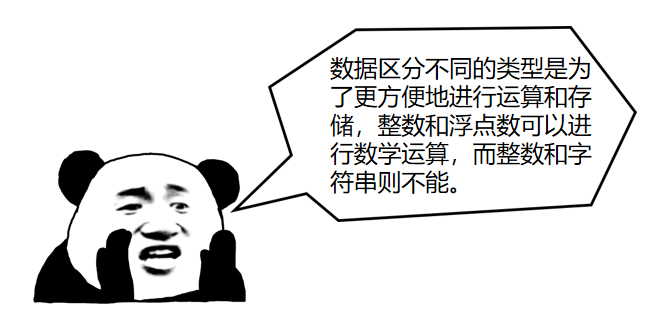 数据区分不同的类型是为
了更方便地进行运算和存
储，整数和浮点数可以进
行数学运算，而整数和字
符串则不能。